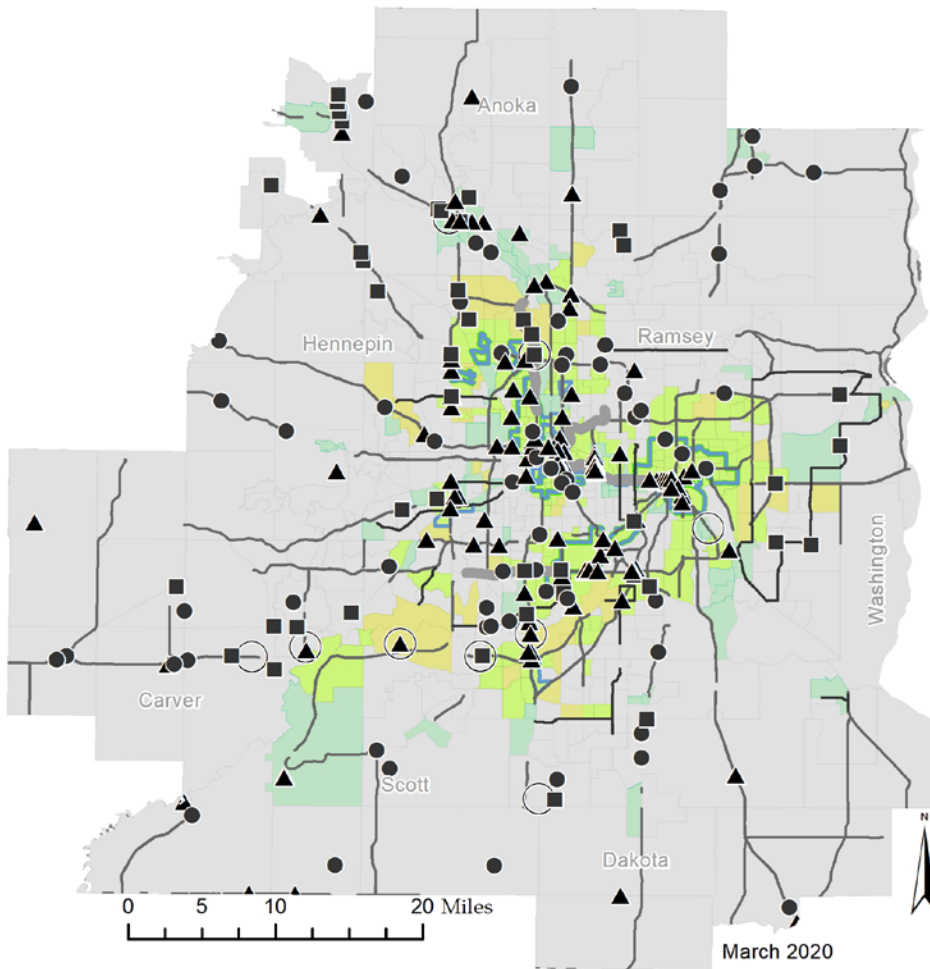 Anoka
Hennepin
Ramsey
Washington
Carver
Scott
Dakota
N
0 5 10 20 Miles
March 2020